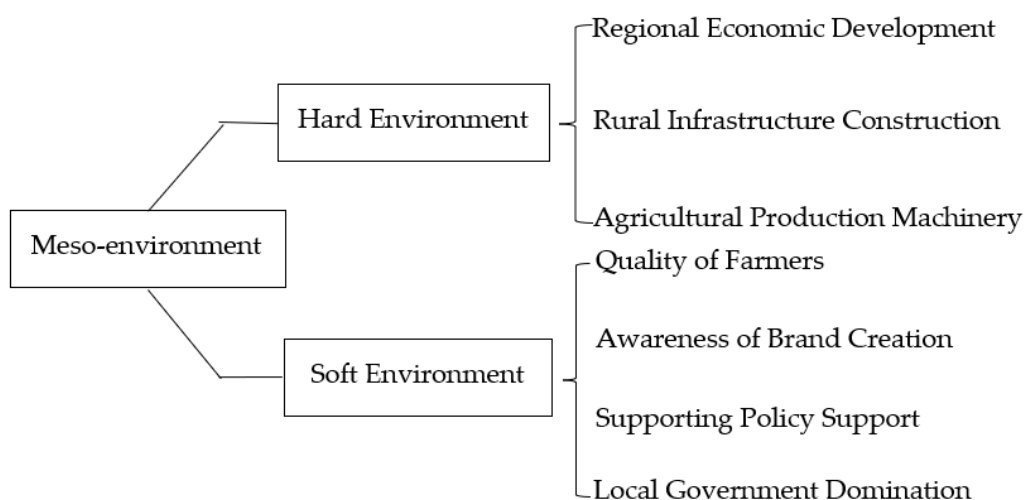 Meso-environment
Hard Environment
Regional Economic Development
Rural Infrastructure Construction
Agricultural Production Machinery
Soft Environment
Quality of Farmers
Awareness of Brand Creation
Supporting Policy Support
Local Government Domination